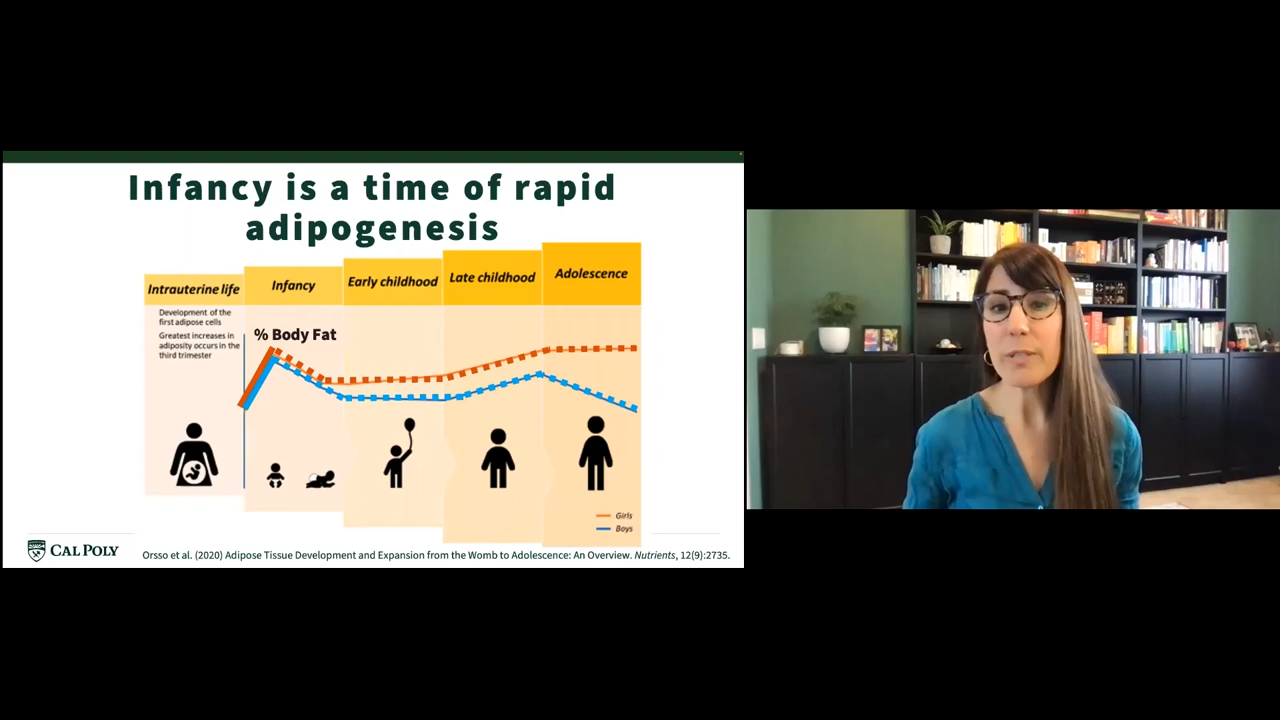 Infancy is a time of rapid
adipogenesis
Intrauterine life
Infancy
Early childhood
Late childhood
Adolescence
Development of the
first adipose cells
Greatest increases in
adiposity occurs in the
third trimester
% Body Fat
Girls
Boys
CAL POLY
Orsso et al. (2020) Adipose Tissue Development and Expansion from the Womb to Adolescence: An Overview. Nutrients, 12(9):2735.